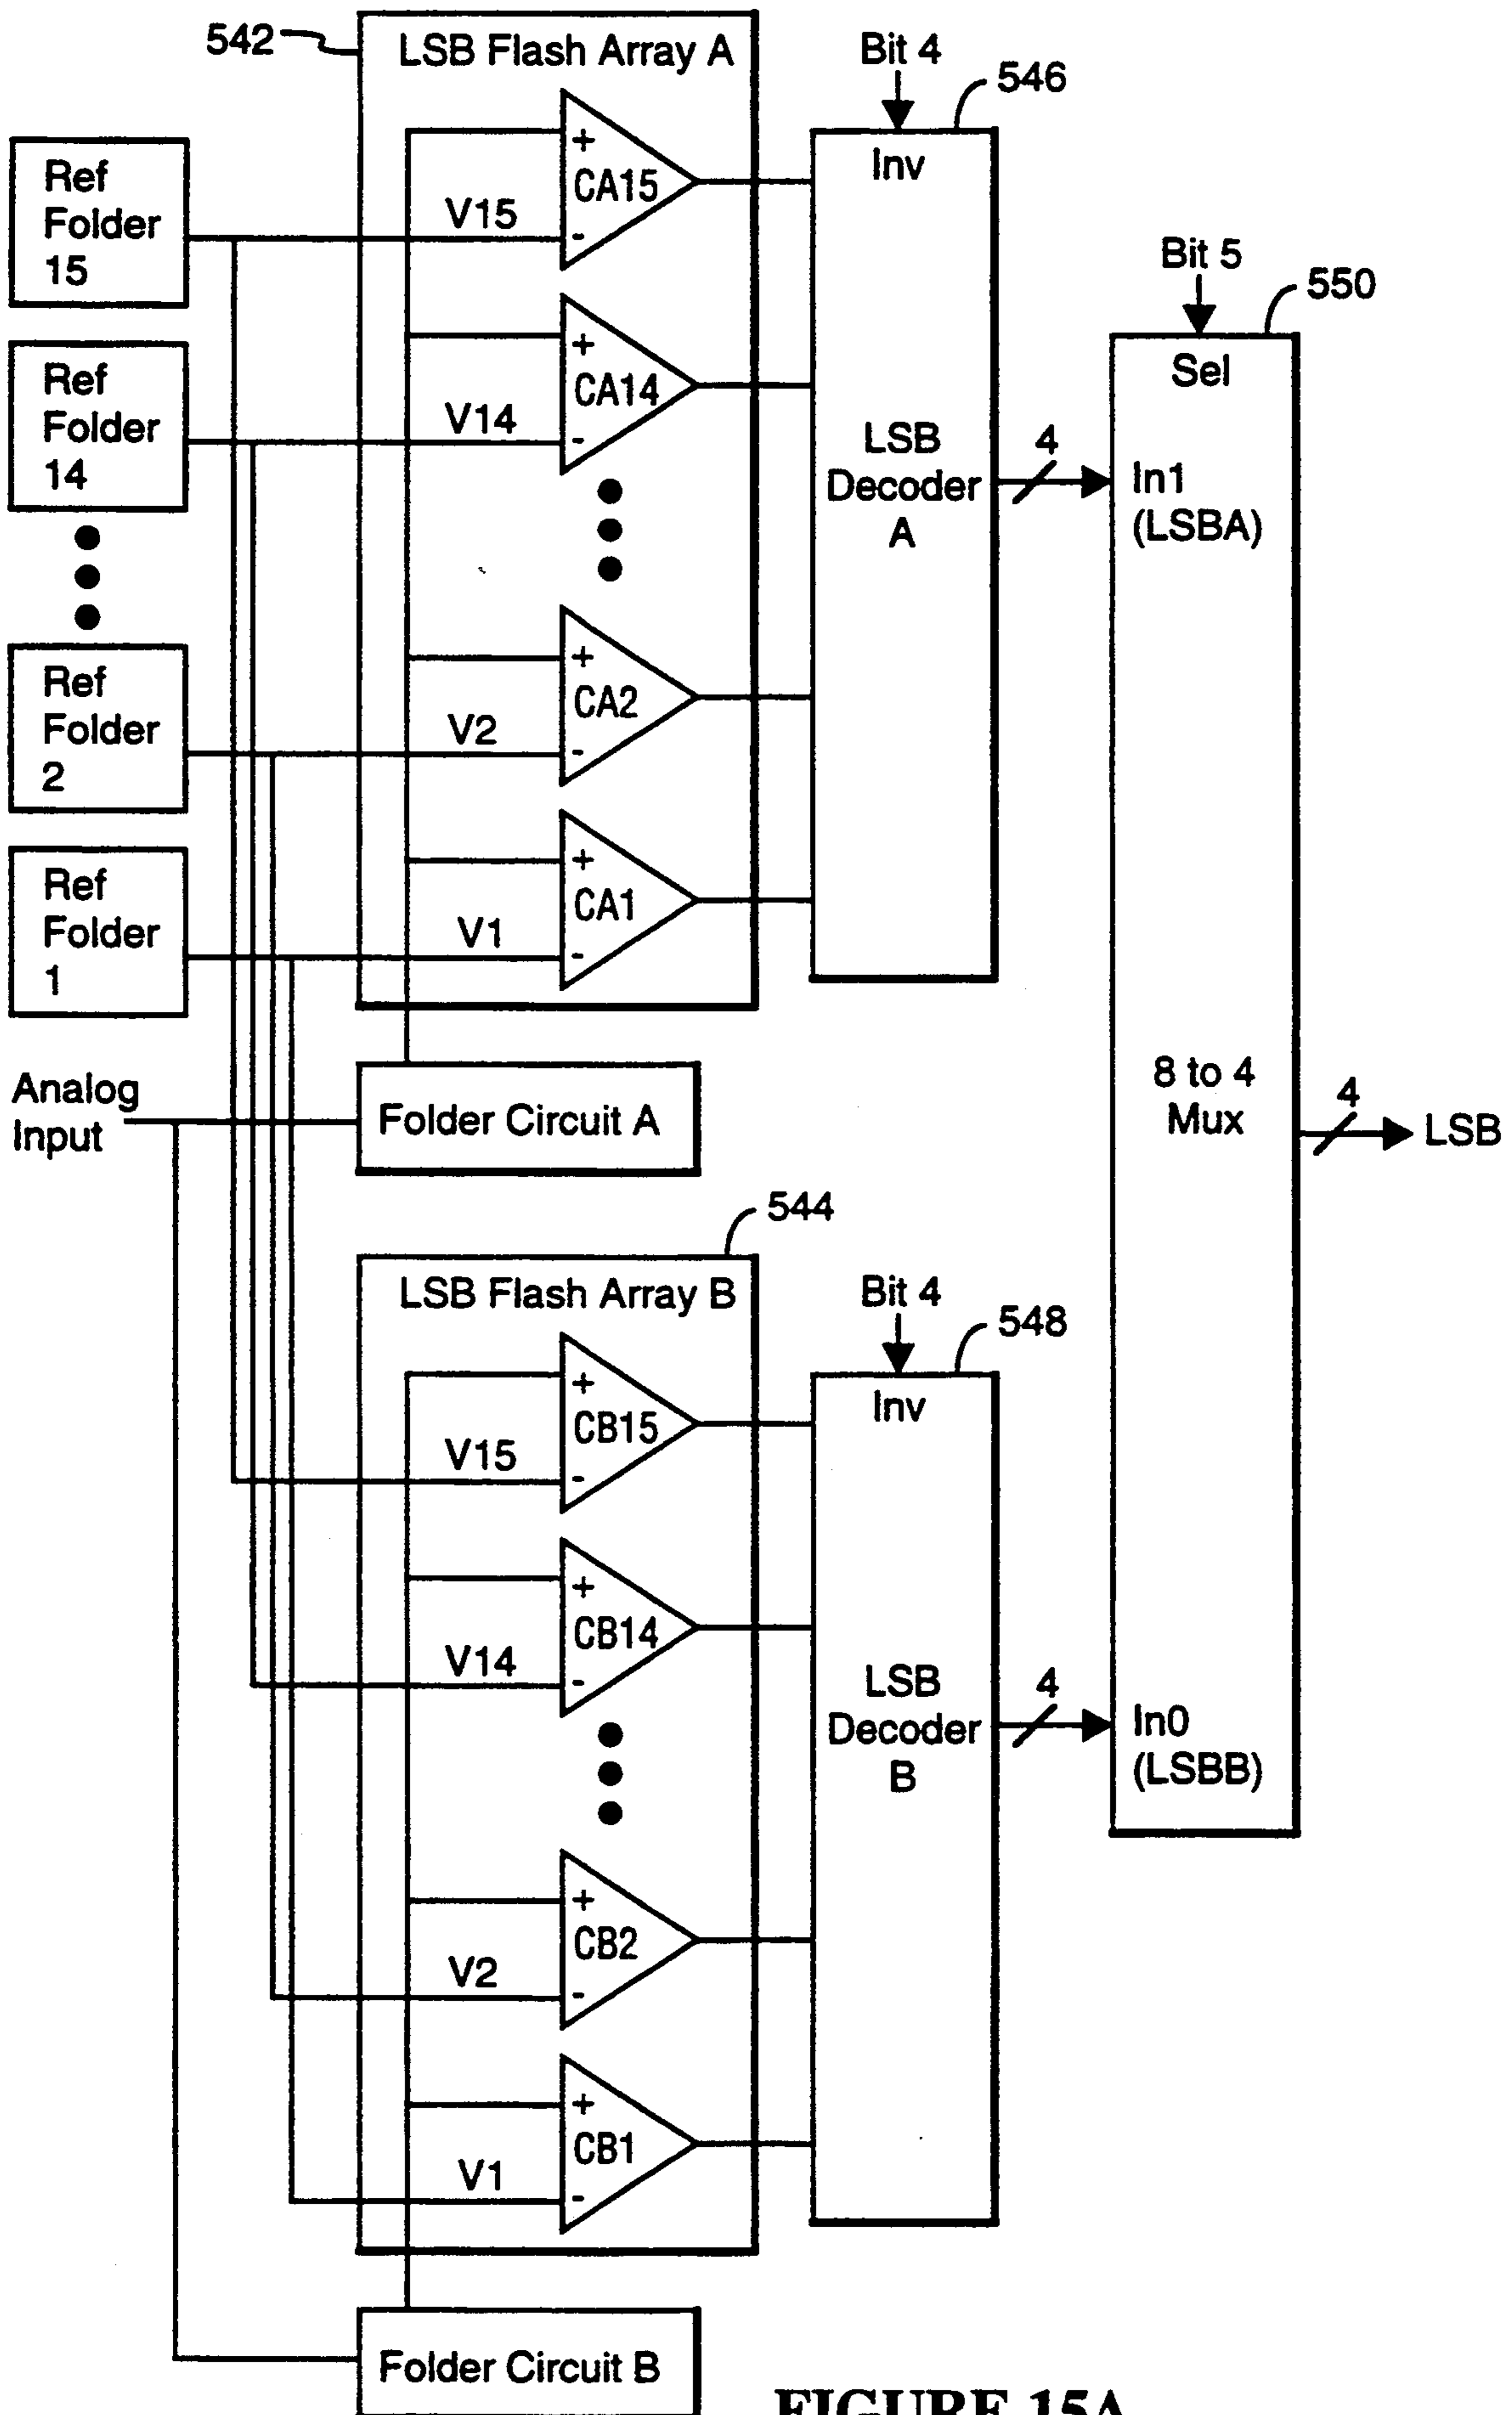 542
LSB Flash Array A
Bit 4
546
Ref
Folder
15
+
CA15
V15
-
Inv
Bit 5
550
Ref
Folder
14
+
CA14
V14
-
LSB
Decoder
A
4
Sel
In1
(LSBA)
Ref
Folder
2
+
CA2
V2
-
Ref
Folder
1
+
CA1
V1
-
Analog
Input
Folder Circuit A
8 to 4
Mux
4
LSB
544
LSB Flash Array B
Bit 4
548
+
CB15
V15
-
Inv
+
CB14
V14
-
LSB
Decoder
B
4
In0
(LSBB)
+
CB2
V2
-
+
CB1
V1
-
Folder Circuit B
FIGURE 15A